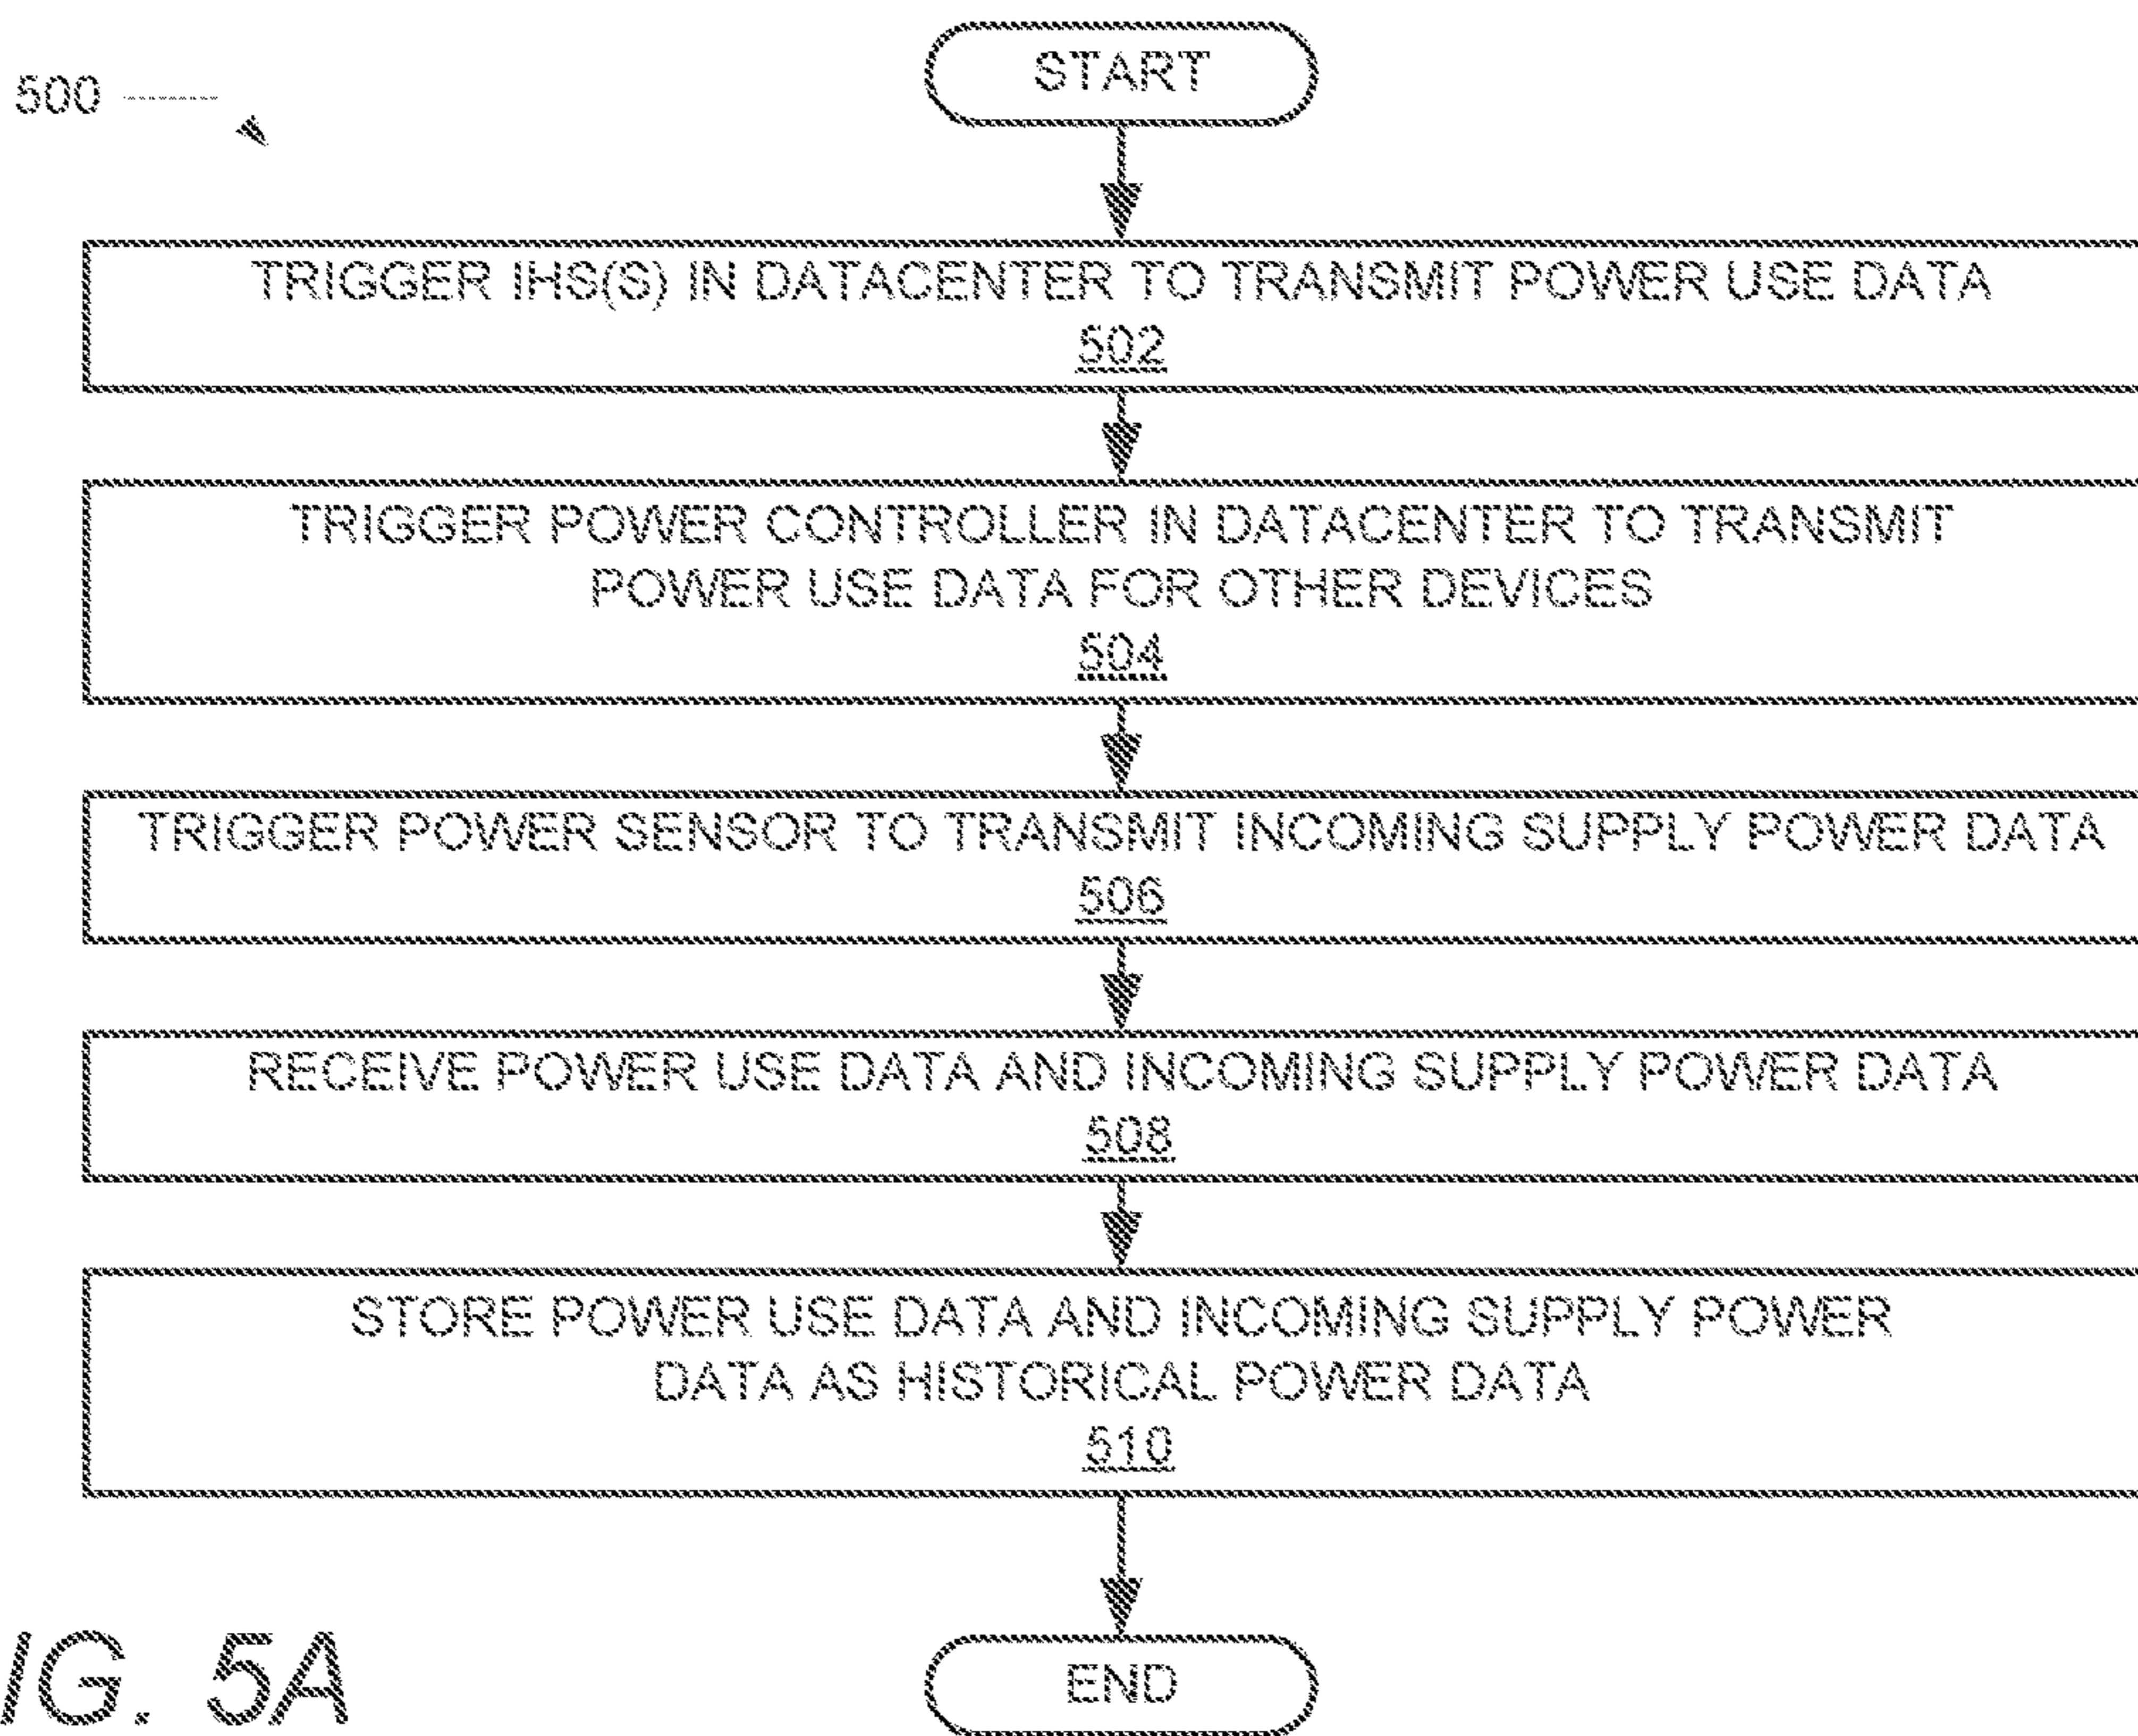 START
500
TRIGGER IHS(S) IN DATACENTER TO TRANSMIT POWER USE DATA
502
TRIGGER POWER CONTROLLER IN DATACENTER TO TRANSMIT
POWER USE DATA FOR OTHER DEVICES
504
TRIGGER POWER SENSOR TO TRANSMIT INCOMING SUPPLY POWER DATA
506
RECEIVE POWER USE DATA AND INCOMING SUPPLY POWER DATA
508
STORE POWER USE DATA AND INCOMING SUPPLY POWER
DATA AS HISTORICAL POWER DATA
510
IG. 5A
END